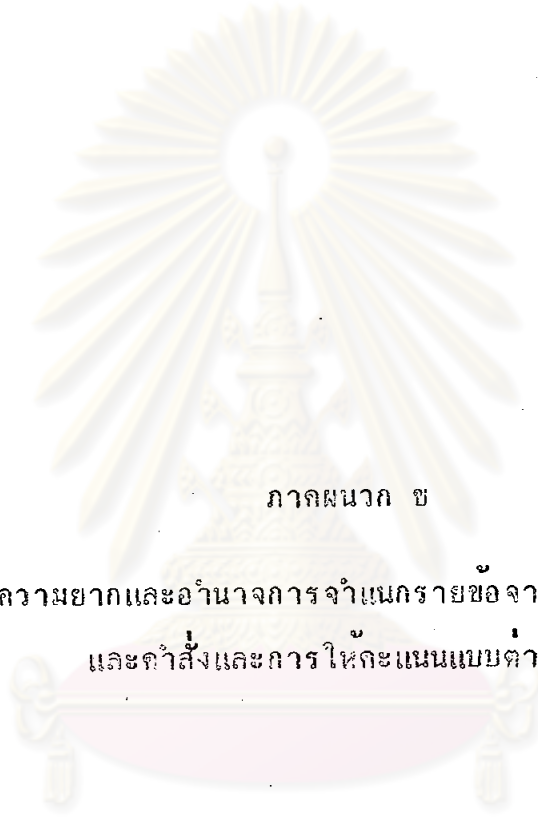 ภาคผนวก ข
ความยากและอำนาจการจำแนกรายข้อจา
และคำสั่งและการให้คะแนนแบบต่า